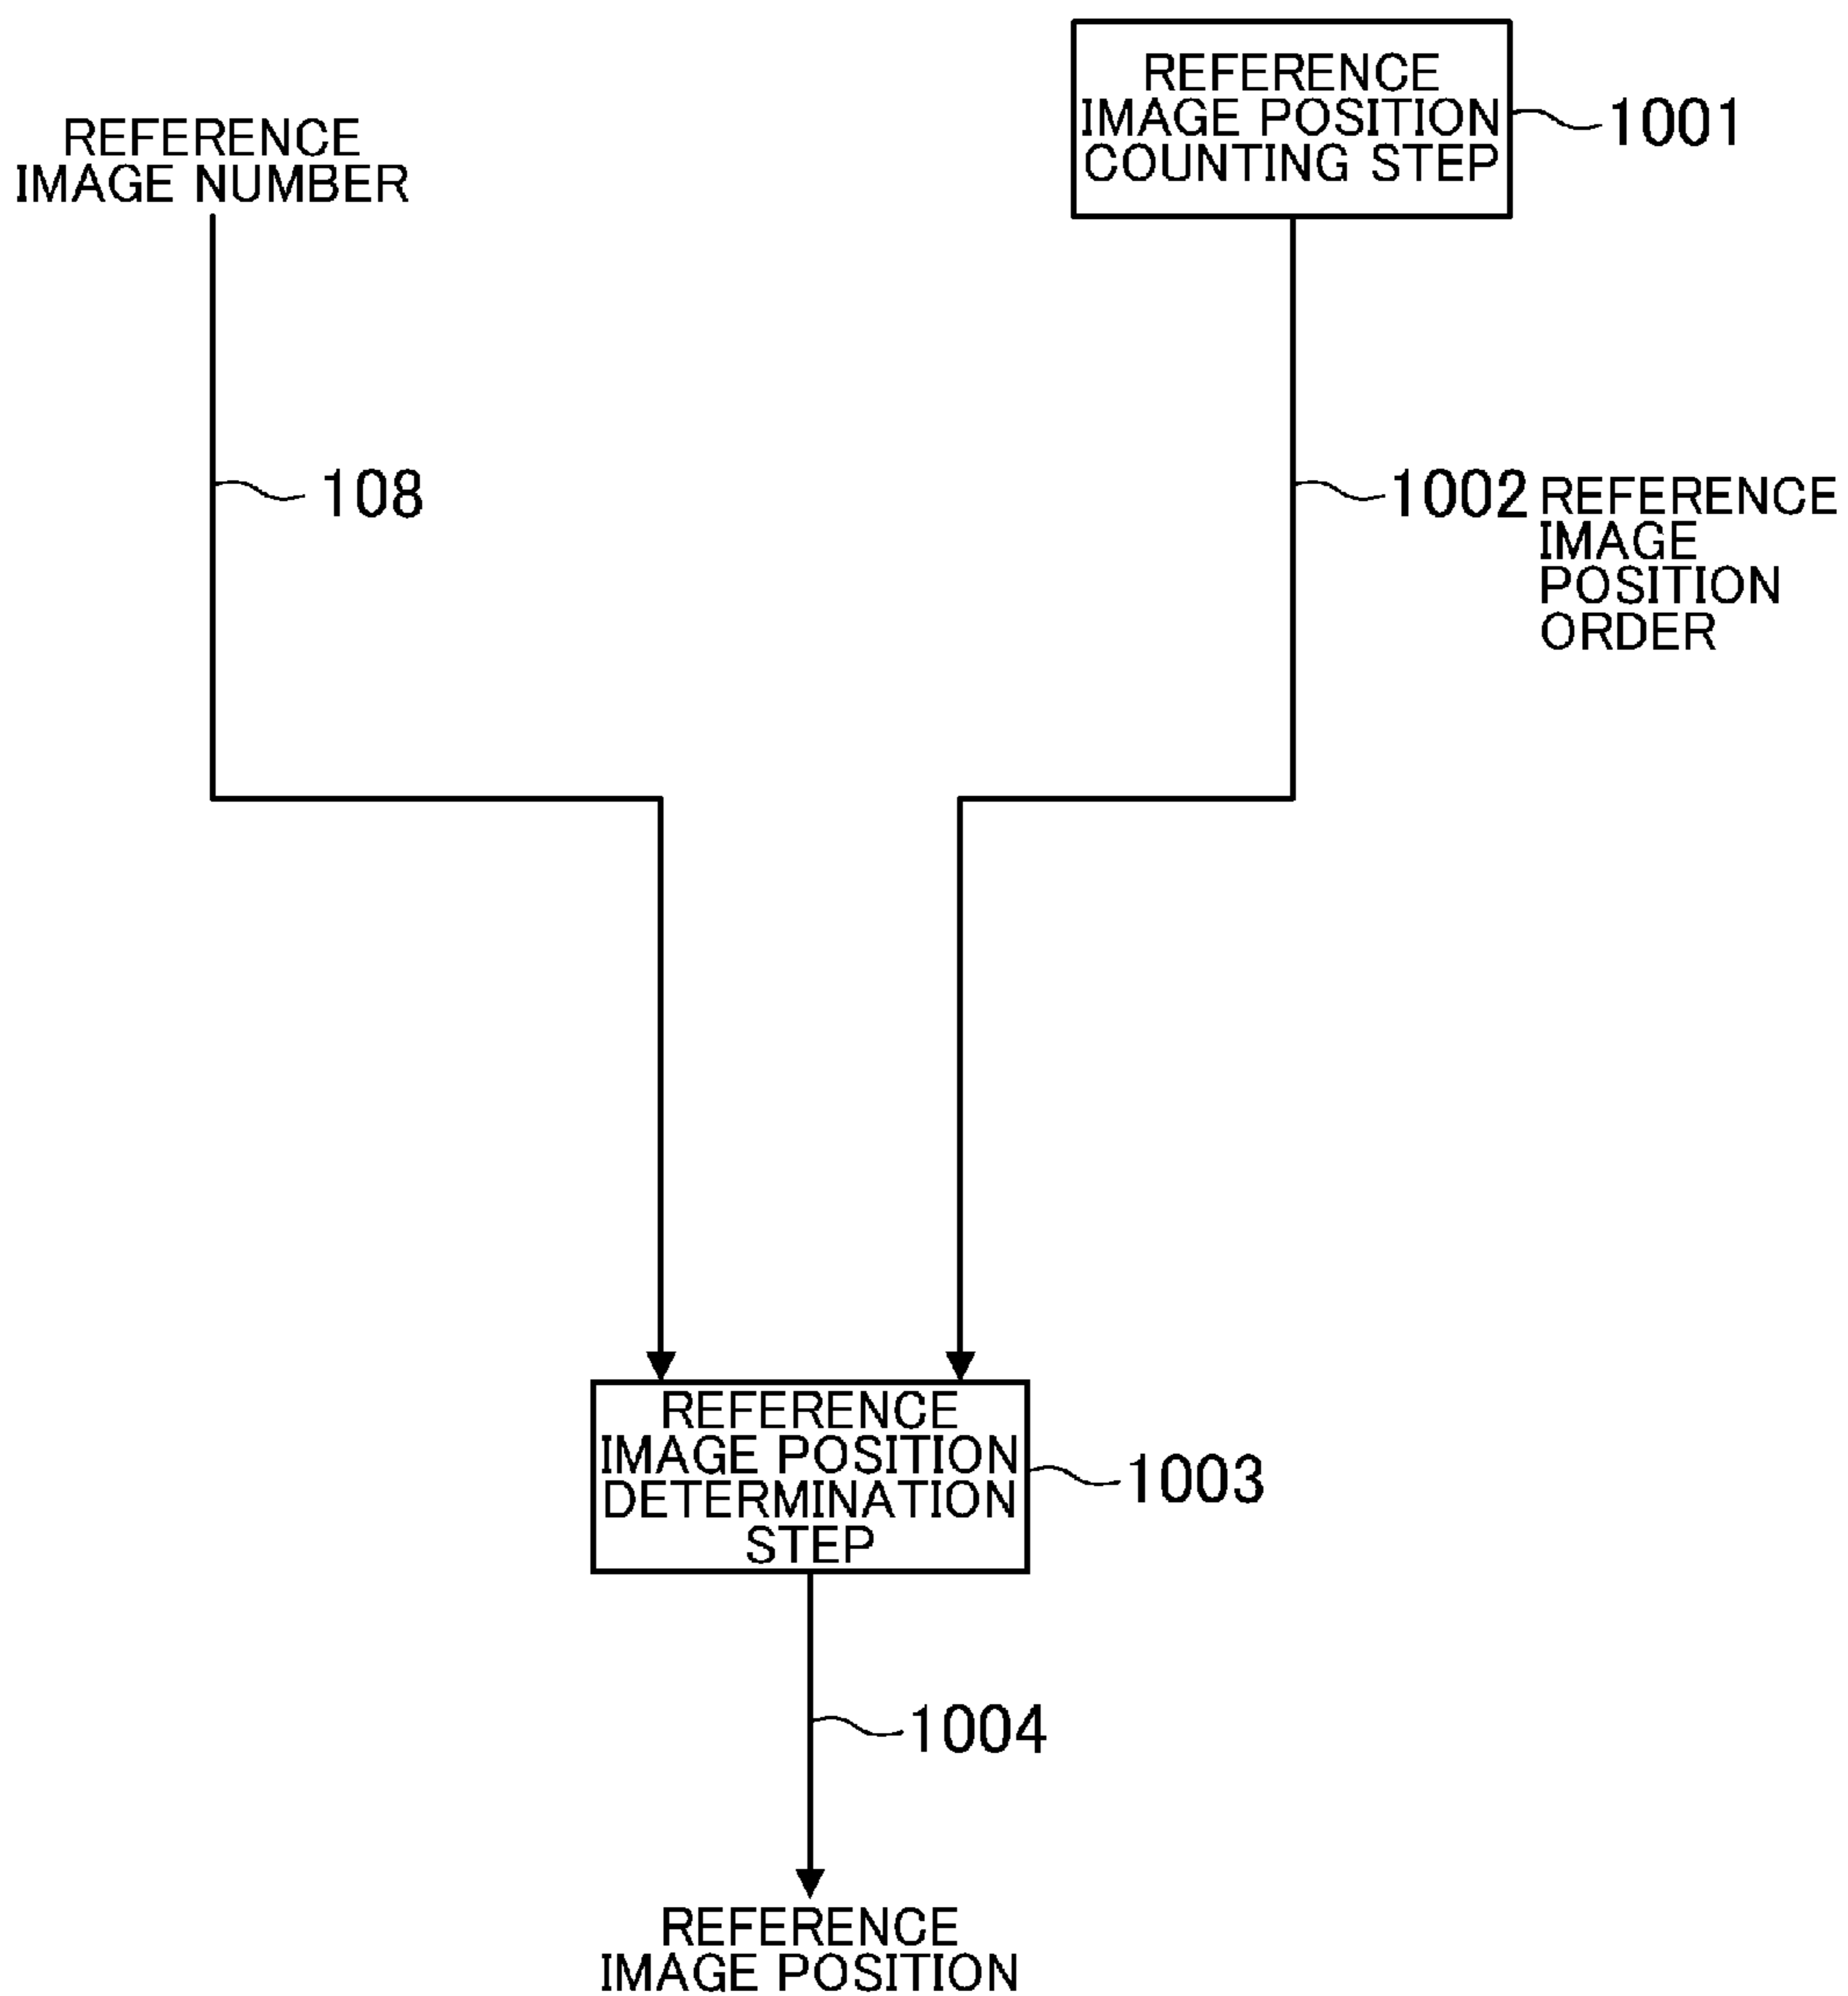 REFERENCE
IMAGE POSITION
COUNTING STEP
1001
REFERENCE
IMAGE NUMBER
108
1002
REFERENCE
IMAGE
POSITION
ORDER
REFERENCE
IMAGE POSITION
DETERMINATION
STEP
1003
1004
REFERENCE
IMAGE POSITION